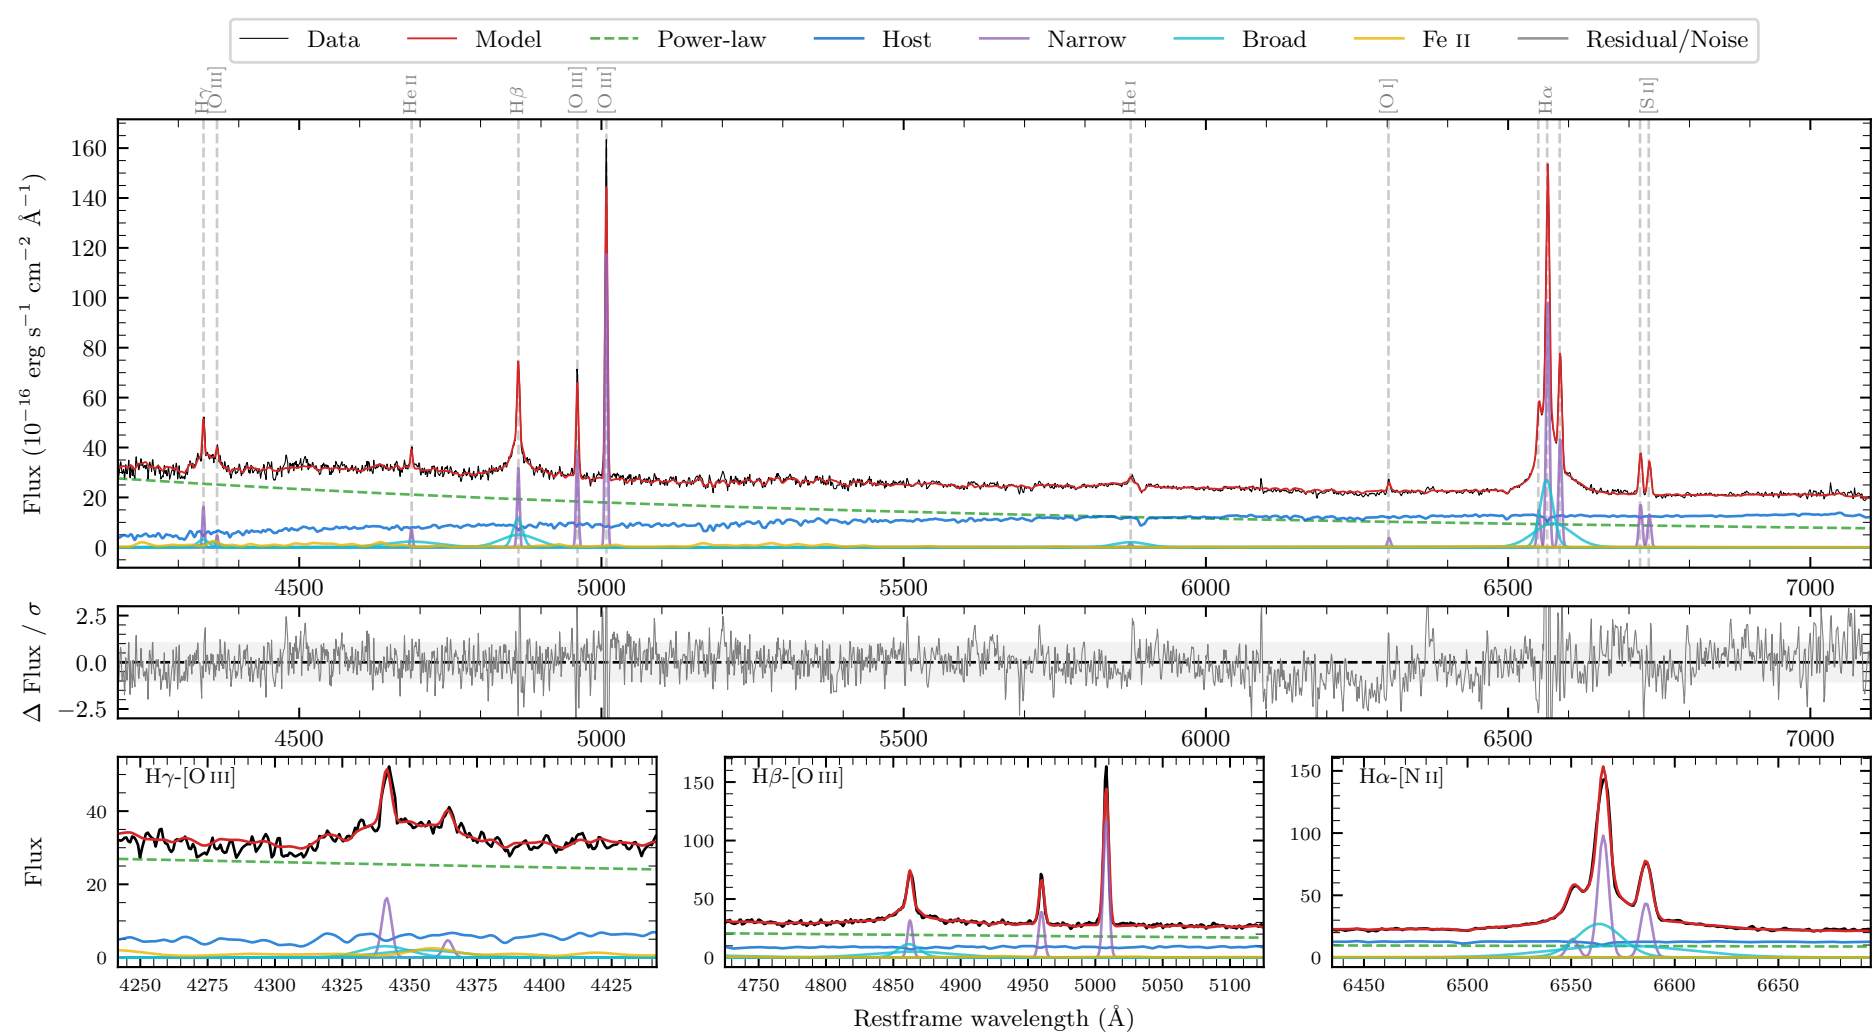 Data Model Power-law Host Narrow Broad Fe II Residual/Noise
Hγ [O III] He II Hβ [O III] [O III] He I [O I] Hα [S II]
Flux (10⁻¹⁶ erg s⁻¹ cm⁻² Å⁻¹)
160
140
120
100
80
60
40
20
0
4500 5000 5500 6000 6500 7000
Δ Flux / σ
2.5
0.0
−2.5
4500 5000 5500 6000 6500 7000
Flux
Hγ-[O III]
40
20
0
4250 4275 4300 4325 4350 4375 4400 4425
Hβ-[O III]
150
100
50
0
4750 4800 4850 4900 4950 5000 5050 5100
Hα-[N II]
150
100
50
0
6450 6500 6550 6600 6650
Restframe wavelength (Å)